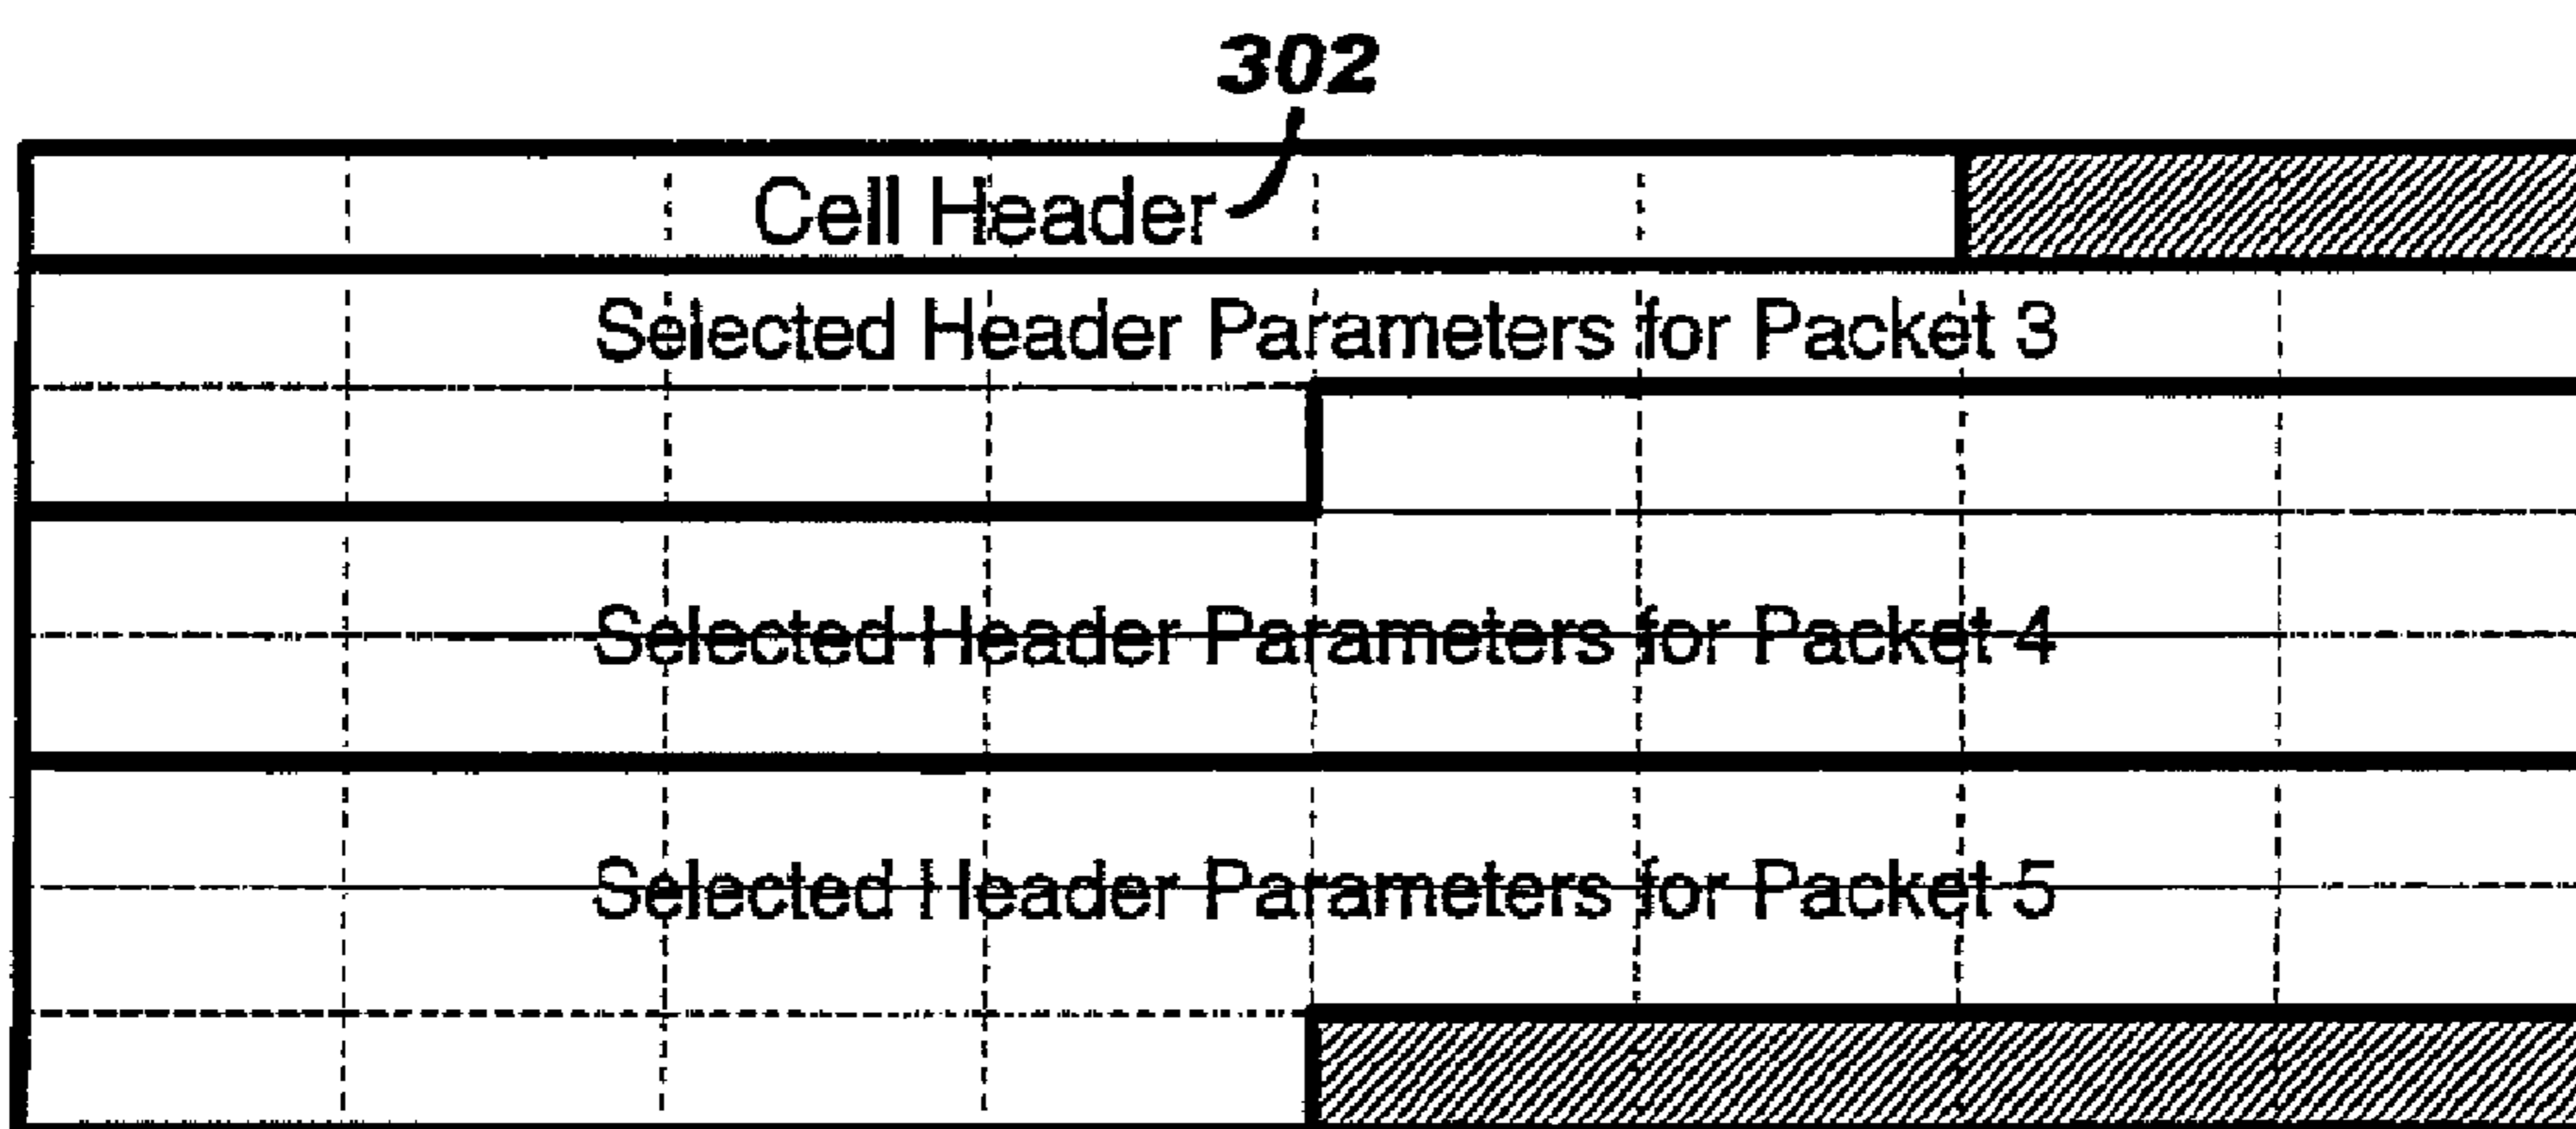 302
Cell Header
Selected Header Parameters for Packet 3
Selected Header Parameters for Packet 4
Selected Header Parameters for Packet 5